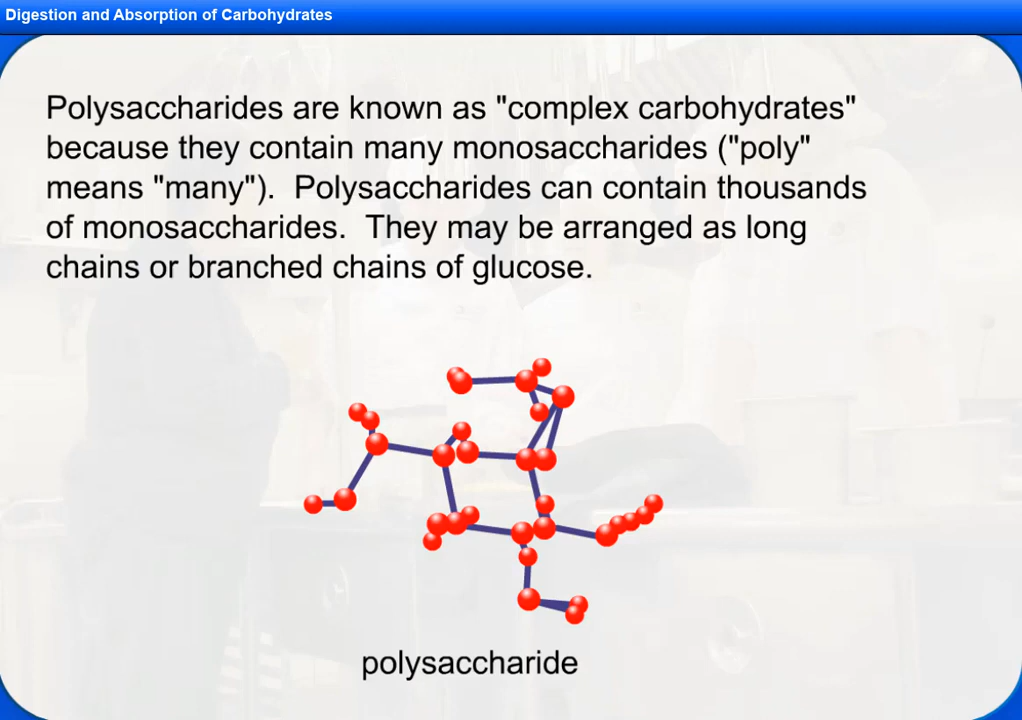 Digestion and Absorption of Carbohydrates
Polysaccharides are known as "complex carbohydrates"
because they contain many monosaccharides ("poly"
means "many").  Polysaccharides can contain thousands
of monosaccharides.  They may be arranged as long
chains or branched chains of glucose.
polysaccharide